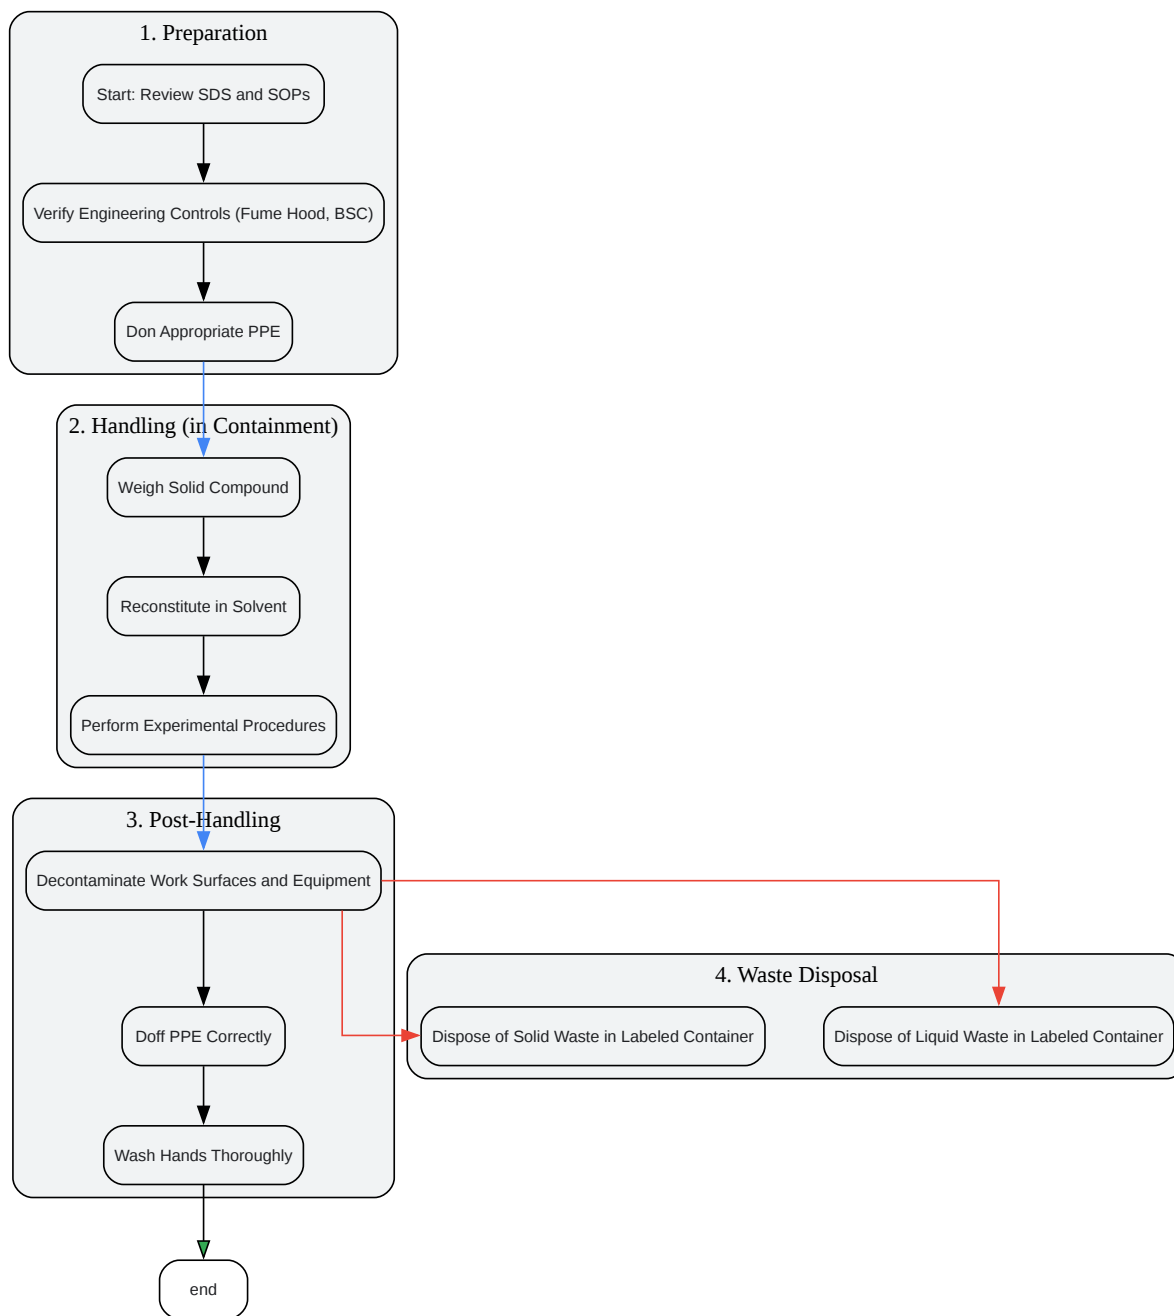 1. Preparation
Start: Review SDS and SOPs
Verify Engineering Controls (Fume Hood, BSC)
Don Appropriate PPE
2. Handling (in Containment)
Weigh Solid Compound
Reconstitute in Solvent
Perform Experimental Procedures
3. Post-Handling
Decontaminate Work Surfaces and Equipment
Doff PPE Correctly
Wash Hands Thoroughly
4. Waste Disposal
Dispose of Solid Waste in Labeled Container
Dispose of Liquid Waste in Labeled Container
end